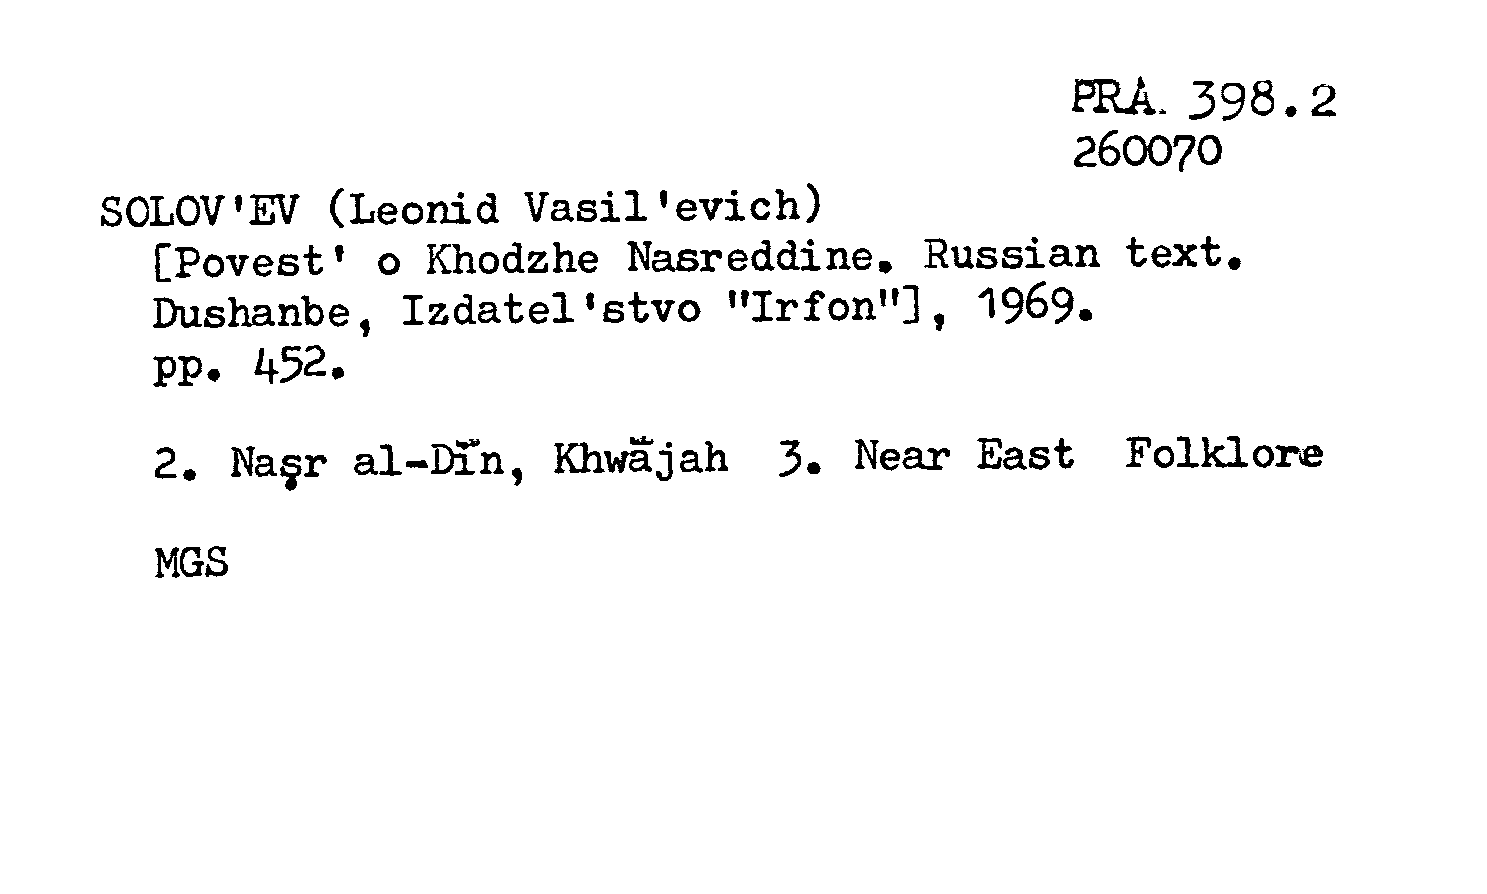 PRA. 398.2
260070
SOLOV'EV (Leonid Vasil'evich)
[Povest' o Khodzhe Nasreddine. Russian text.
Dushanbe, Izdatel'stvo "Irfon"], 1969.
pp. 452.
2. Naṣr al-Dīn, Khwājah 3. Near East Folklore
MGS